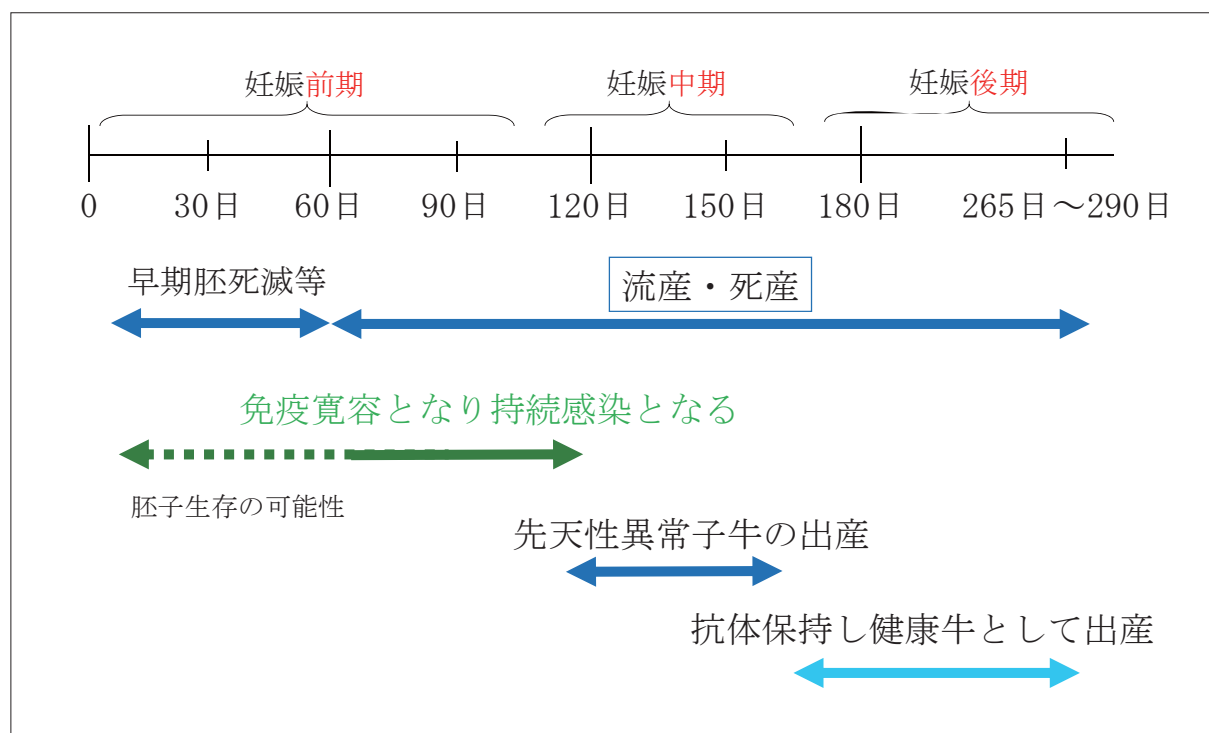 妊娠前期 妊娠中期 妊娠後期
0 30日 60日 90日 120日 150日 180日 265日～290日
早期胚死滅等 流産・死産
免疫寛容となり持続感染となる
胚子生存の可能性
先天性異常子牛の出産
抗体保持し健康牛として出産